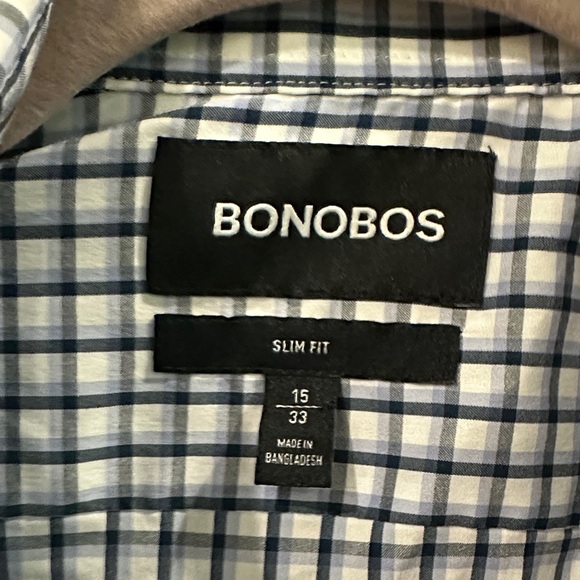 BONOBOS
SLIM FIT
15
33
MADE IN
BANGLADESH